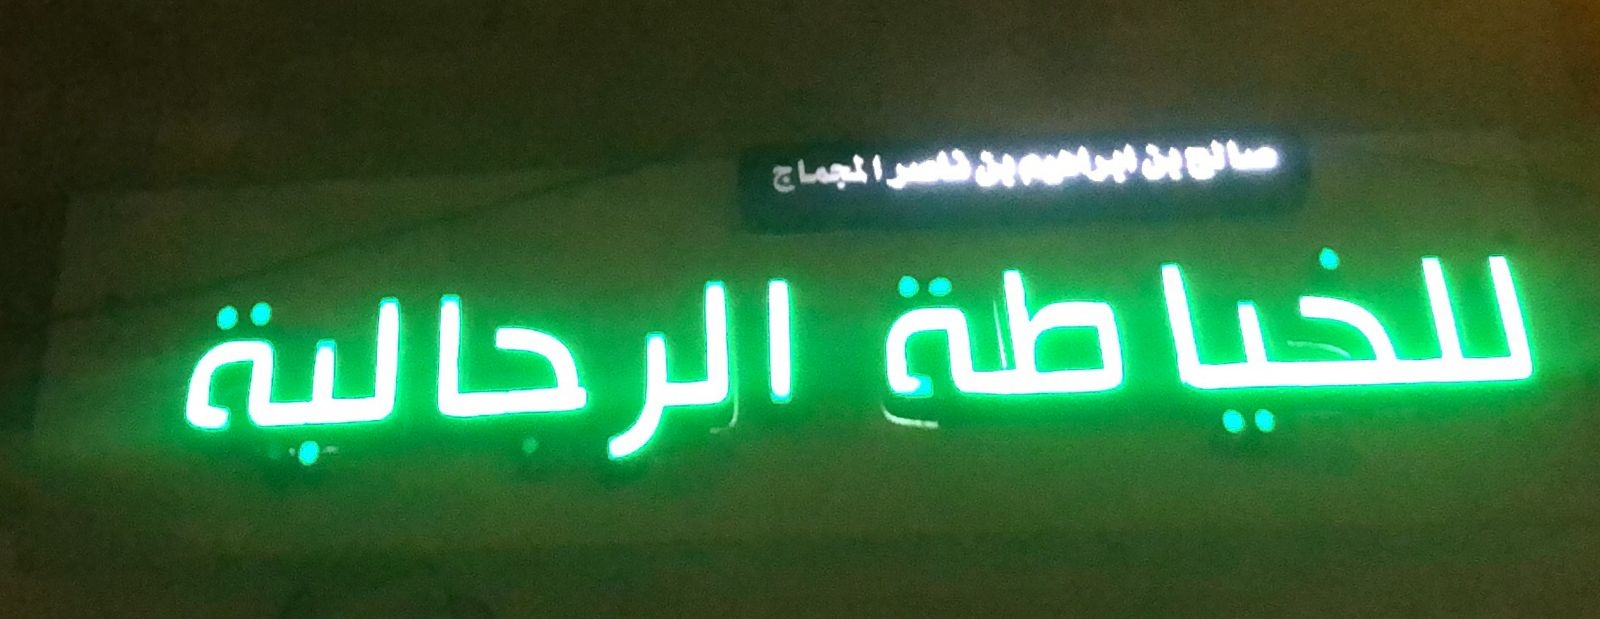 صالح بن ابراهيم بن ناصر المجماج
للخياطة الرجالية